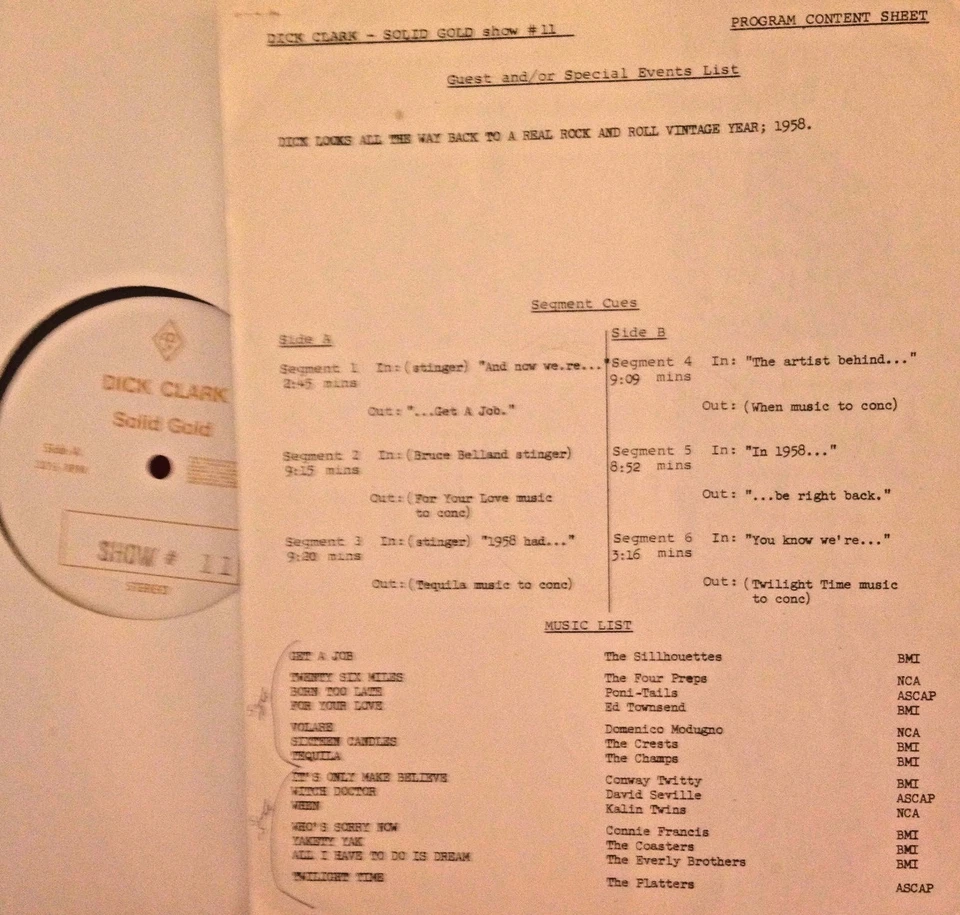 DICK CLARK - SOLID GOLD show #11
PROGRAM CONTENT SHEET
Guest and/or Special Events List
DICK LOOKS ALL THE WAY BACK TO A REAL ROCK AND ROLL VINTAGE YEAR; 1958.
Segment Cues
Side A
Segment 1 In:(stinger) "And now we.re..."
2:45 mins
Out:"...Get A Job."
Segment 2 In:(Bruce Belland stinger)
9:15 mins
Out:(For Your Love music
to conc)
Segment 3 In:(stinger) "1958 had..."
9:20 mins
Out:(Tequila music to conc)
Side B
Segment 4 In: "The artist behind..."
9:09 mins
Out: (When music to conc)
Segment 5 In: "In 1958..."
8:52 mins
Out: "...be right back."
Segment 6 In: "You know we're..."
3:16 mins
Out: (Twilight Time music
to conc)
MUSIC LIST
GET A JOB The Sillhouettes BMI
TWENTY SIX MILES The Four Preps NCA
BORN TOO LATE Poni-Tails ASCAP
FOR YOUR LOVE Ed Townsend BMI
VOLARE Domenico Modugno NCA
SIXTEEN CANDLES The Crests BMI
TEQUILA The Champs BMI
IT'S ONLY MAKE BELIEVE Conway Twitty BMI
WITCH DOCTOR David Seville ASCAP
WHEN Kalin Twins NCA
WHO'S SORRY NOW Connie Francis BMI
YAKETY YAK The Coasters BMI
ALL I HAVE TO DO IS DREAM The Everly Brothers BMI
TWILIGHT TIME The Platters ASCAP
DICK CLARK
Solid Gold
SHOW # 11
STEREO